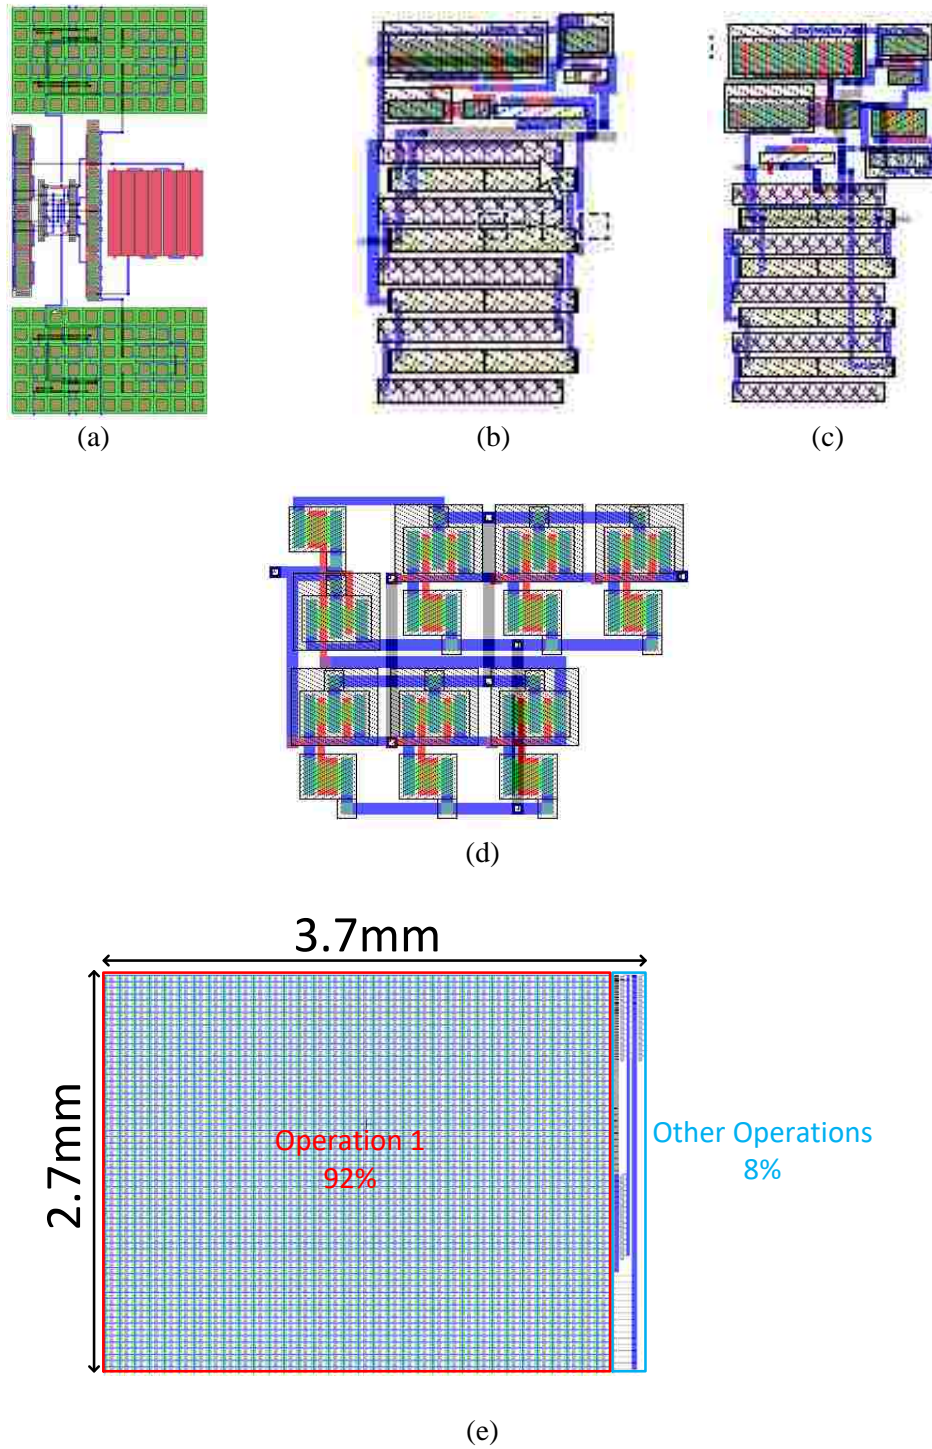 (a)
(b)
(c)
(d)
3.7mm
2.7mm
Operation 1
92%
Other Operations
8%
(e)